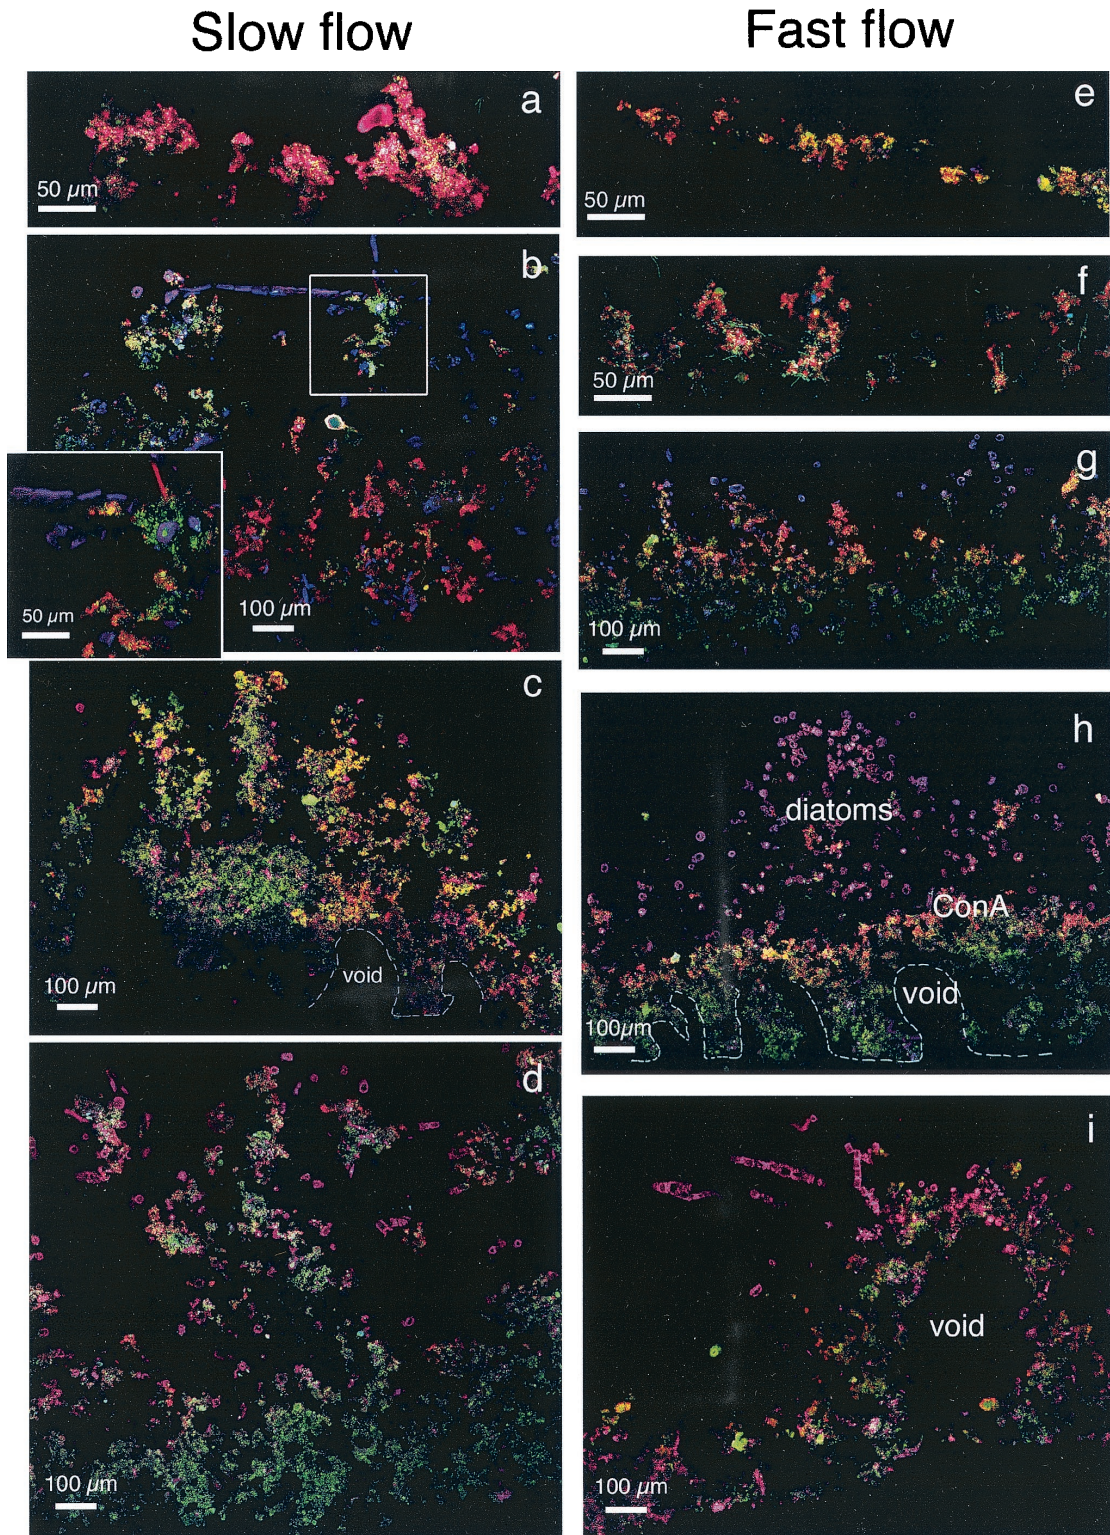 Slow flow
Fast flow
a
50 µm
b
50 µm
100 µm
c
void
100 µm
d
100 µm
e
50 µm
f
50 µm
g
100 µm
h
diatoms
ConA
void
100µm
i
void
100 µm